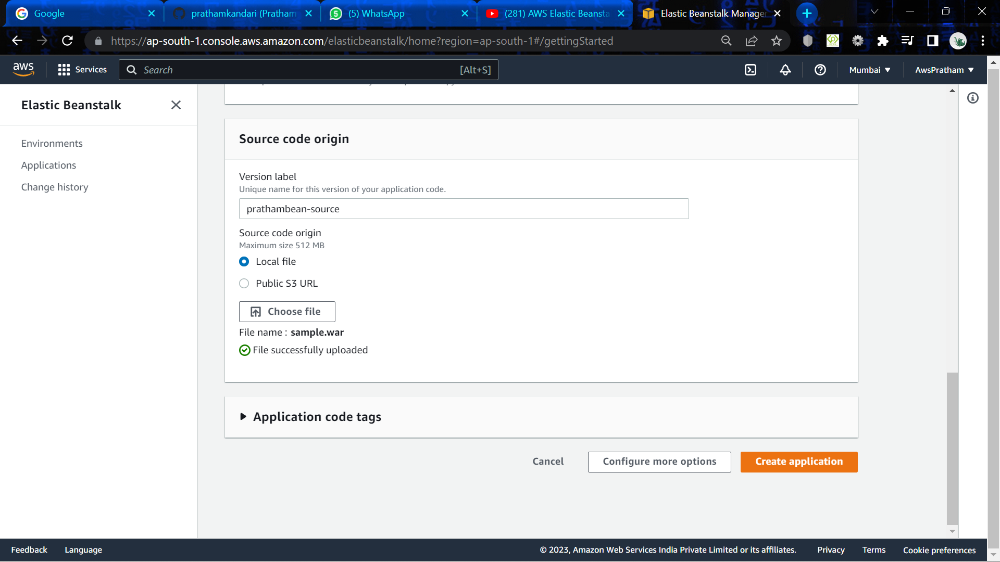 Google
prathamkandari (Pratham
(5) WhatsApp
(281) AWS Elastic Beansta
Elastic Beanstalk Manager
https://ap-south-1.console.aws.amazon.com/elasticbeanstalk/home?region=ap-south-1#/gettingStarted
aws
Services
Search
[Alt+S]
Mumbai
AwsPratham
Elastic Beanstalk
Environments
Applications
Change history
Source code origin
Version label
Unique name for this version of your application code.
prathambean-source
Source code origin
Maximum size 512 MB
Local file
Public S3 URL
Choose file
File name : sample.war
File successfully uploaded
Application code tags
Cancel
Configure more options
Create application
Feedback
Language
© 2023, Amazon Web Services India Private Limited or its affiliates.
Privacy
Terms
Cookie preferences